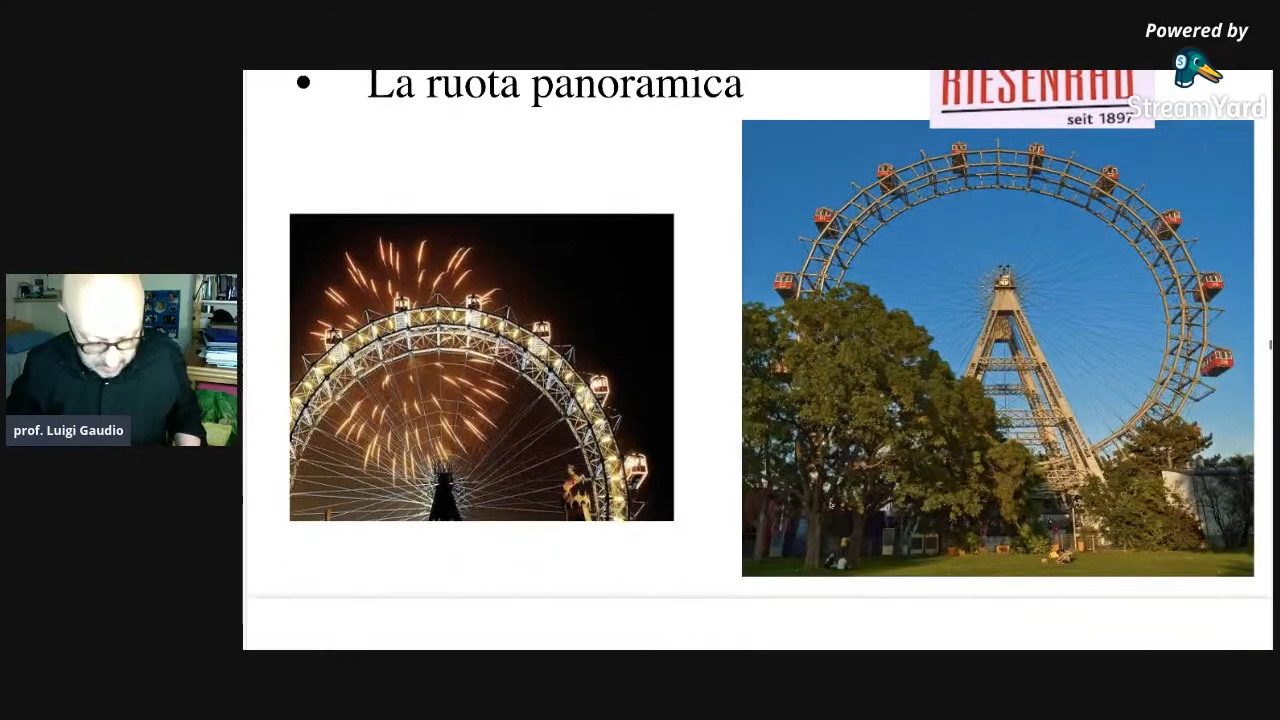 Powered by
StreamYard
• La ruota panoramica
RIESENRAD
seit 1897
prof. Luigi Gaudio